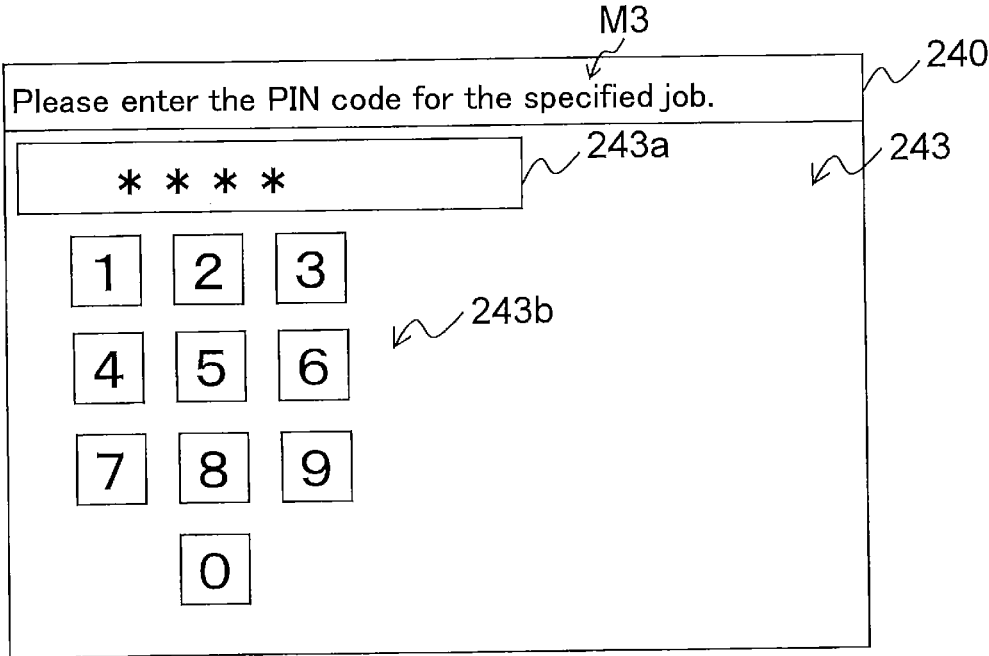 M3
240
Please enter the PIN code for the specified job.
243a
243
* * * *
1 2 3
243b
4 5 6
7 8 9
0